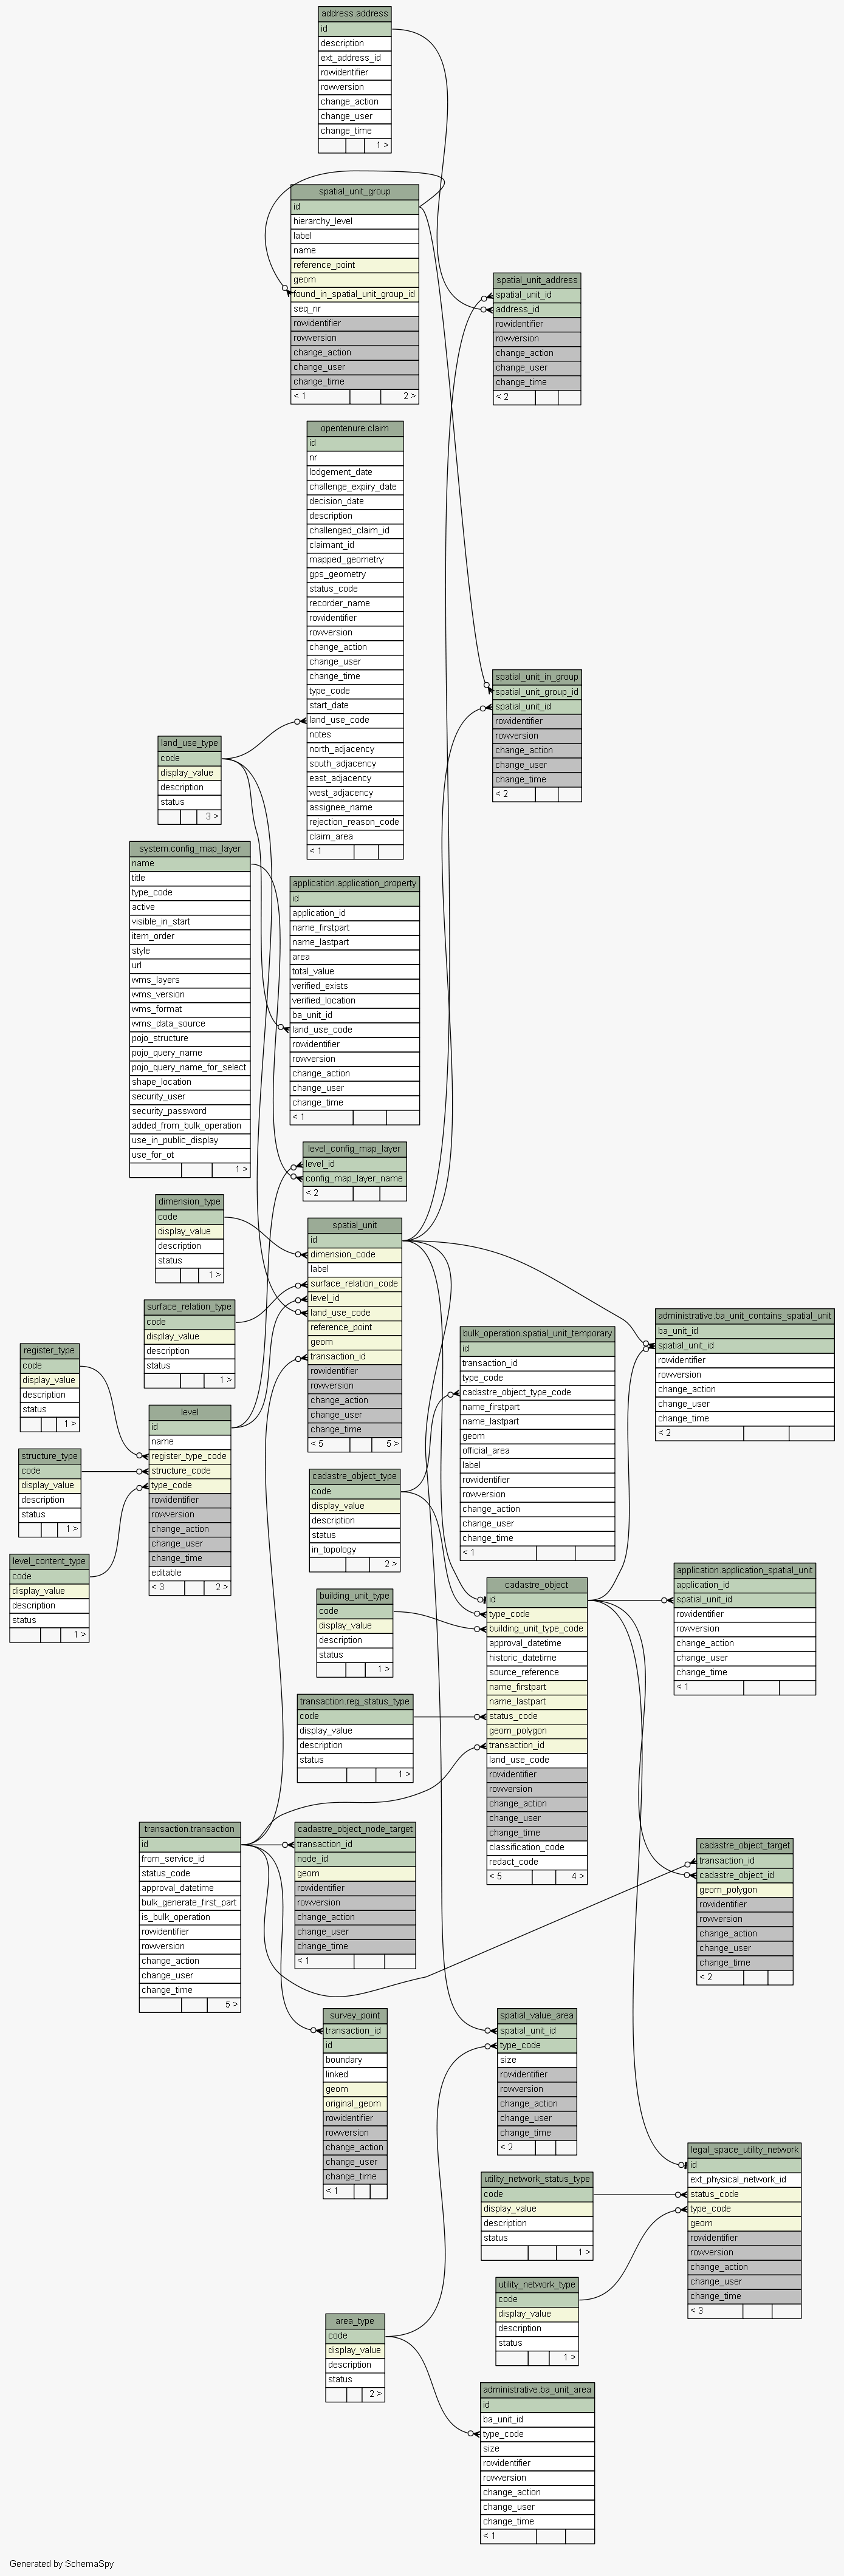 address.address
id
description
ext_address_id
rowidentifier
rowversion
change_action
change_user
change_time
1 >
spatial_unit_group
id
hierarchy_level
label
name
reference_point
geom
found_in_spatial_unit_group_id
seq_nr
rowidentifier
rowversion
change_action
change_user
change_time
< 1 2 >
spatial_unit_address
spatial_unit_id
address_id
rowidentifier
rowversion
change_action
change_user
change_time
< 2
opentenure.claim
id
nr
lodgement_date
challenge_expiry_date
decision_date
description
challenged_claim_id
claimant_id
mapped_geometry
gps_geometry
status_code
recorder_name
rowidentifier
rowversion
change_action
change_user
change_time
type_code
start_date
land_use_code
notes
north_adjacency
south_adjacency
east_adjacency
west_adjacency
assignee_name
rejection_reason_code
claim_area
< 1
spatial_unit_in_group
spatial_unit_group_id
spatial_unit_id
rowidentifier
rowversion
change_action
change_user
change_time
< 2
land_use_type
code
display_value
description
status
3 >
system.config_map_layer
name
title
type_code
active
visible_in_start
item_order
style
url
wms_layers
wms_version
wms_format
wms_data_source
pojo_structure
pojo_query_name
pojo_query_name_for_select
shape_location
security_user
security_password
added_from_bulk_operation
use_in_public_display
use_for_ot
1 >
application.application_property
id
application_id
name_firstpart
name_lastpart
area
total_value
verified_exists
verified_location
ba_unit_id
land_use_code
rowidentifier
rowversion
change_action
change_user
change_time
< 1
level_config_map_layer
level_id
config_map_layer_name
< 2
dimension_type
code
display_value
description
status
1 >
spatial_unit
id
dimension_code
label
surface_relation_code
level_id
land_use_code
reference_point
geom
transaction_id
rowidentifier
rowversion
change_action
change_user
change_time
< 5 5 >
surface_relation_type
code
display_value
description
status
1 >
administrative.ba_unit_contains_spatial_unit
ba_unit_id
spatial_unit_id
rowidentifier
rowversion
change_action
change_user
change_time
< 2
bulk_operation.spatial_unit_temporary
id
transaction_id
type_code
cadastre_object_type_code
name_firstpart
name_lastpart
geom
official_area
label
rowidentifier
rowversion
change_action
change_user
change_time
< 1
register_type
code
display_value
description
status
1 >
level
id
name
register_type_code
structure_code
type_code
rowidentifier
rowversion
change_action
change_user
change_time
editable
< 3 2 >
structure_type
code
display_value
description
status
1 >
level_content_type
code
display_value
description
status
1 >
cadastre_object_type
code
display_value
description
status
in_topology
2 >
building_unit_type
code
display_value
description
status
1 >
cadastre_object
id
type_code
building_unit_type_code
approval_datetime
historic_datetime
source_reference
name_firstpart
name_lastpart
status_code
geom_polygon
transaction_id
land_use_code
rowidentifier
rowversion
change_action
change_user
change_time
classification_code
redact_code
< 5 4 >
application.application_spatial_unit
application_id
spatial_unit_id
rowidentifier
rowversion
change_action
change_user
change_time
< 1
transaction.reg_status_type
code
display_value
description
status
1 >
transaction.transaction
id
from_service_id
status_code
approval_datetime
bulk_generate_first_part
is_bulk_operation
rowidentifier
rowversion
change_action
change_user
change_time
5 >
cadastre_object_node_target
transaction_id
node_id
geom
rowidentifier
rowversion
change_action
change_user
change_time
< 1
cadastre_object_target
transaction_id
cadastre_object_id
geom_polygon
rowidentifier
rowversion
change_action
change_user
change_time
< 2
survey_point
transaction_id
id
boundary
linked
geom
original_geom
rowidentifier
rowversion
change_action
change_user
change_time
< 1
spatial_value_area
spatial_unit_id
type_code
size
rowidentifier
rowversion
change_action
change_user
change_time
< 2
legal_space_utility_network
id
ext_physical_network_id
status_code
type_code
geom
rowidentifier
rowversion
change_action
change_user
change_time
< 3
utility_network_status_type
code
display_value
description
status
1 >
utility_network_type
code
display_value
description
status
1 >
area_type
code
display_value
description
status
2 >
administrative.ba_unit_area
id
ba_unit_id
type_code
size
rowidentifier
rowversion
change_action
change_user
change_time
< 1
Generated by SchemaSpy